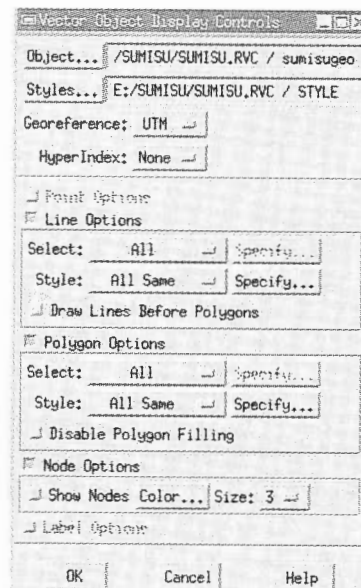 Vector Object Display Controls
Object... /SUMISU/SUMISU.RVC / sumisugeo
Styles... E:/SUMISU/SUMISU.RVC / STYLE
Georeference: UTM
HyperIndex: None
Point Options
Line Options
Select: All Specify...
Style: All Same Specify...
Draw Lines Before Polygons
Polygon Options
Select: All Specify...
Style: All Same Specify...
Disable Polygon Filling
Node Options
Show Nodes Color... Size: 3
Label Options
OK Cancel Help